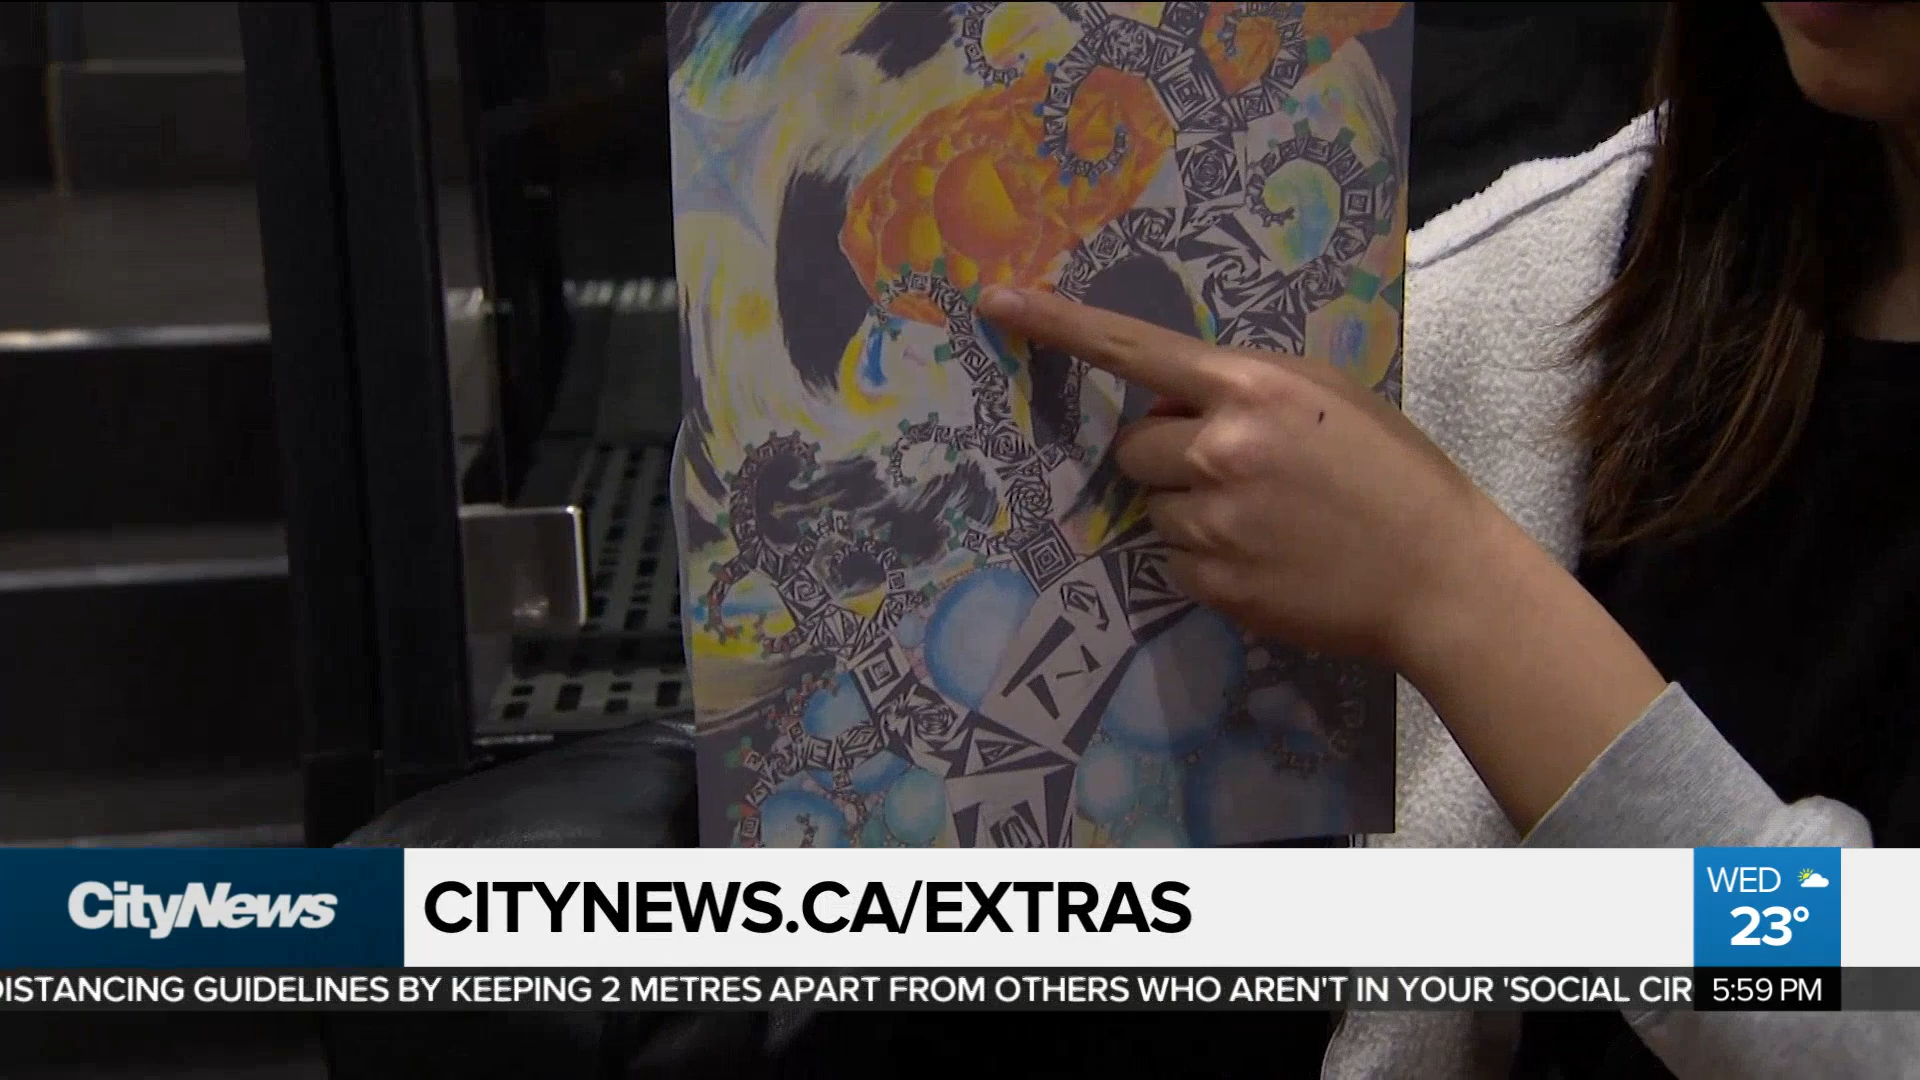 CityNews
CITYNEWS.CA/EXTRAS
WED
23°
DISTANCING GUIDELINES BY KEEPING 2 METRES APART FROM OTHERS WHO AREN'T IN YOUR 'SOCIAL CIR
5:59 PM